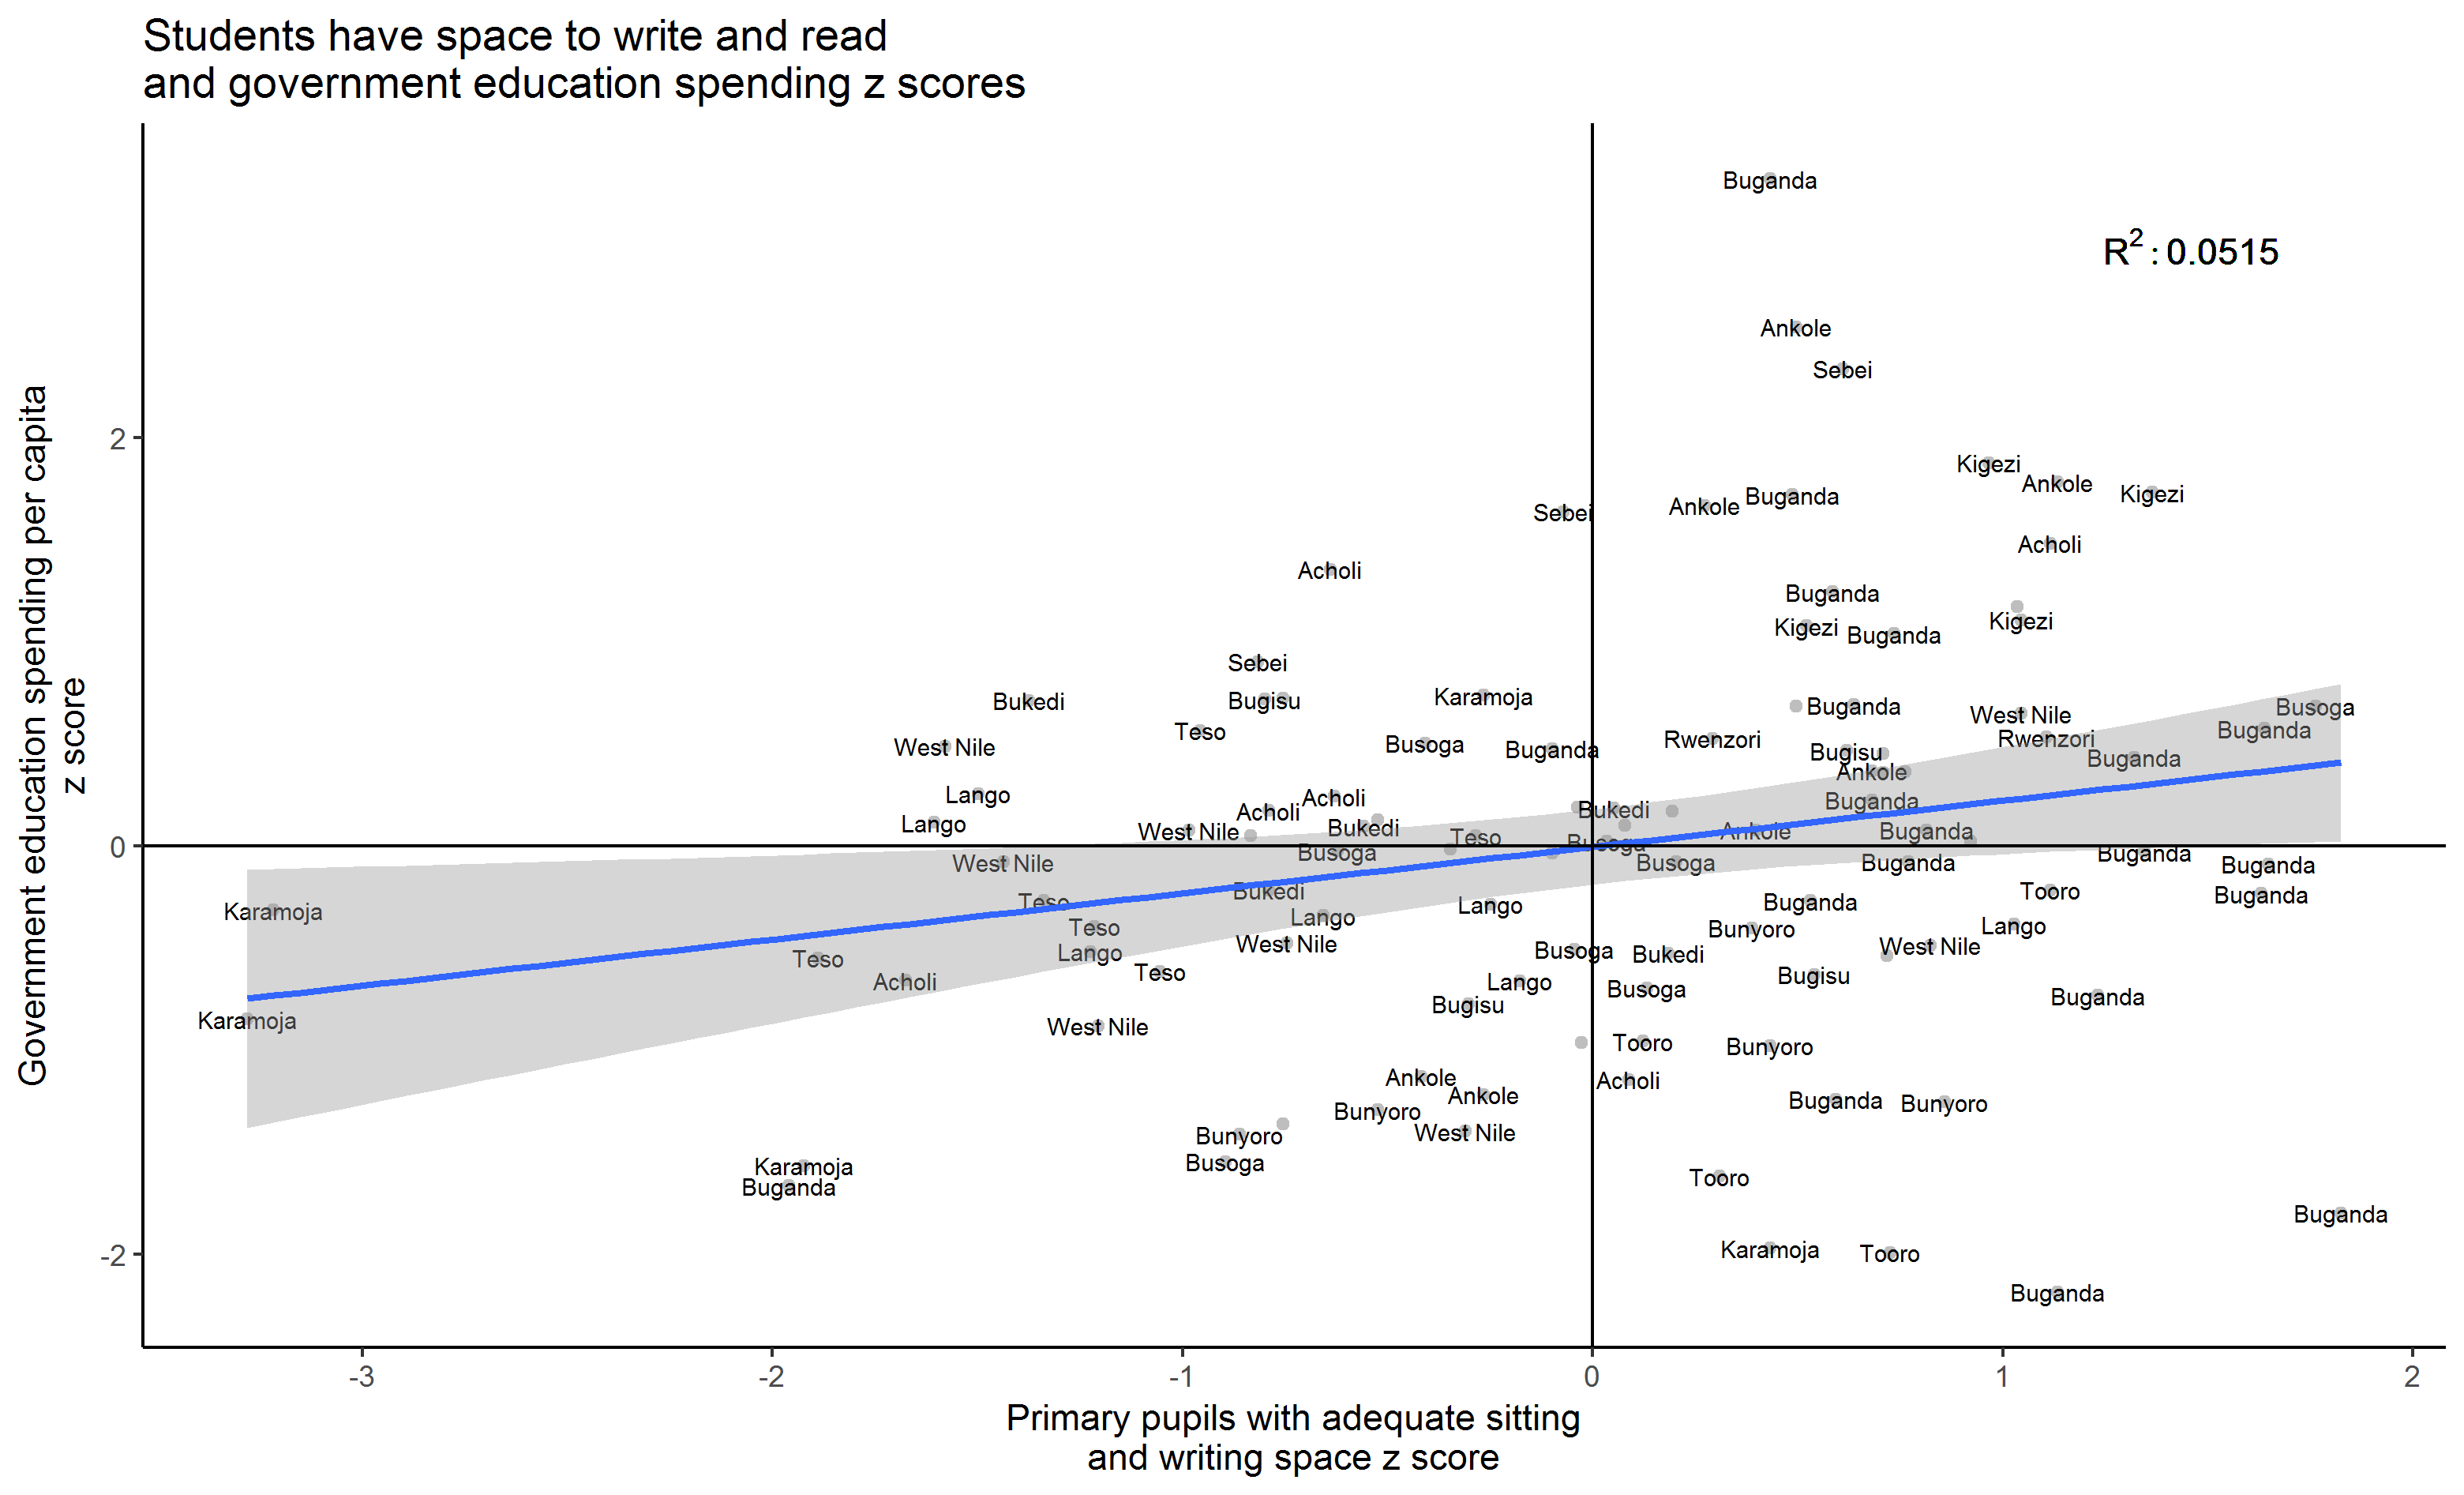 Students have space to write and read
and government education spending z scores
Government education spending per capita
z score
R²: 0.0515
Buganda
Ankole
Sebei
2
Kigezi
Ankole
Kigezi
Buganda
Ankole
Sebei
Acholi
Acholi
Buganda
Kigezi
Kigezi
Buganda
Sebei
Karamoja
Bugisu
Bukedi
Buganda
Busoga
West Nile
Buganda
Teso
Rwenzori
Rwenzori
West Nile
Busoga
Buganda
Bugisu
Buganda
Ankole
Lango
Acholi
Buganda
Acholi
Bukedi
Lango
West Nile
Bukedi
Teso
Ankole
Buganda
Busoga
0
Busoga
Buganda
West Nile
Busoga
Buganda
Buganda
Bukedi
Tooro
Buganda
Teso
Lango
Buganda
Karamoja
Lango
Teso
Bunyoro
Lango
West Nile
West Nile
Lango
Busoga
Bukedi
Teso
Teso
Bugisu
Acholi
Lango
Busoga
Buganda
Bugisu
Karamoja
West Nile
Tooro
Bunyoro
Ankole
Acholi
Ankole
Buganda
Bunyoro
Bunyoro
West Nile
Bunyoro
Busoga
Karamoja
Tooro
Buganda
Buganda
Karamoja
Tooro
-2
Buganda
-3
-2
-1
0
1
2
Primary pupils with adequate sitting
and writing space z score